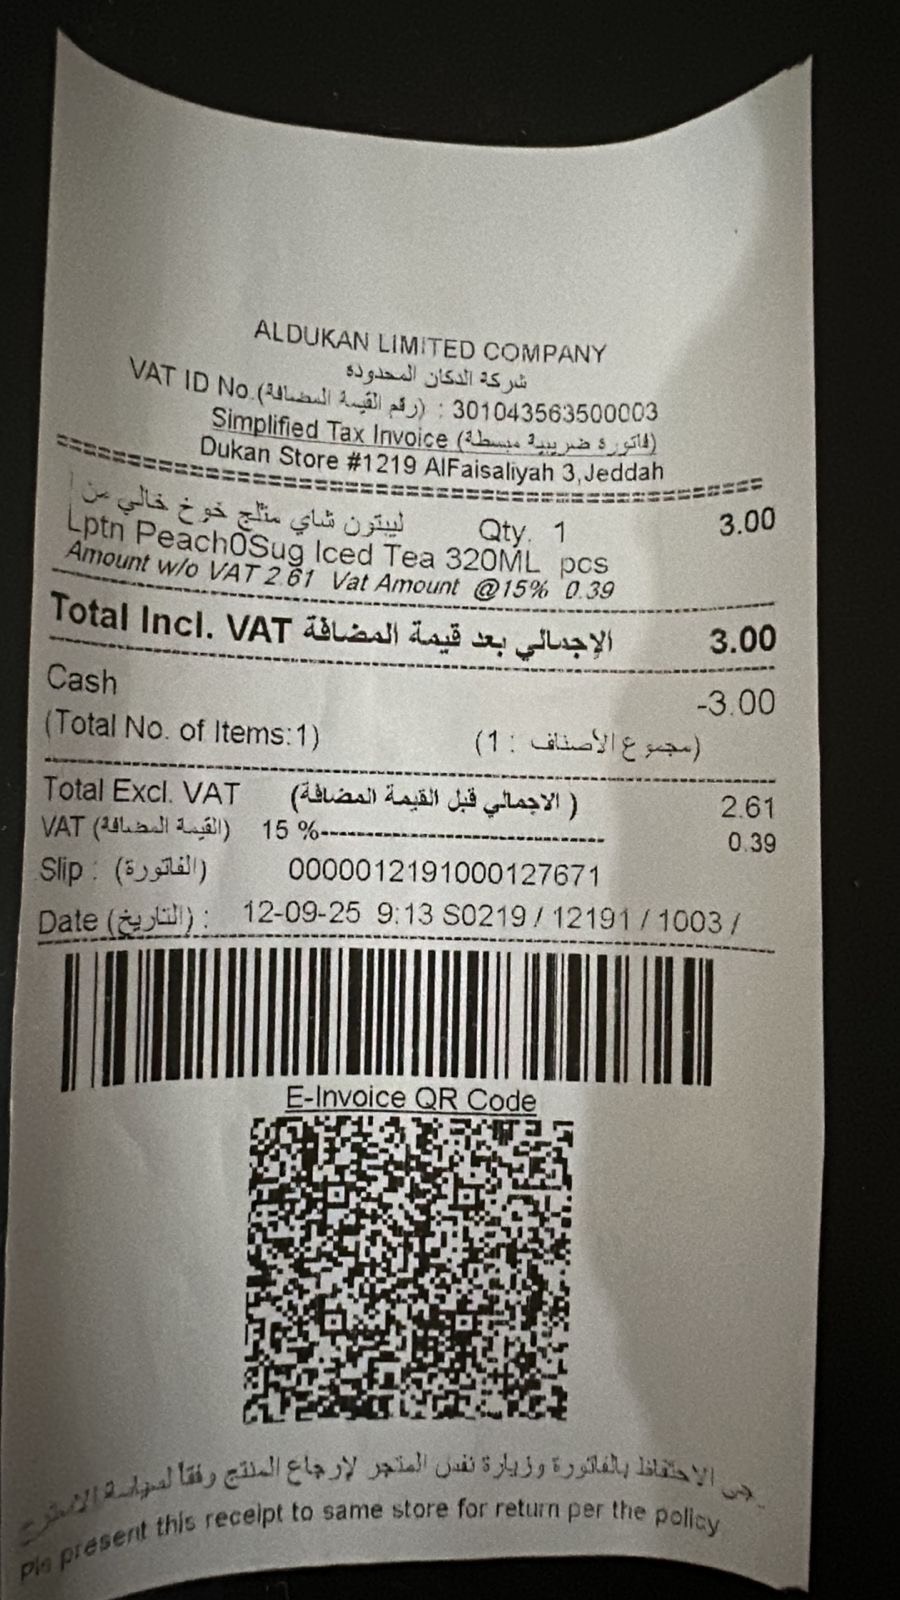 ALDUKAN LIMITED COMPANY
شركة الدكان المحدوده
VAT ID No.(رقم القيمة المضافة) : 301043563500003
Simplified Tax Invoice (فاتورة ضريبية مبسطة)
Dukan Store #1219 AlFaisaliyah 3,Jeddah
ليبتون شاي مثلج خوخ خالي من ا Qty. 1 3.00
Lptn Peach0Sug Iced Tea 320ML pcs
Amount w/o VAT 2.61 Vat Amount @15% 0.39
Total Incl. VAT الإجمالي بعد قيمة المضافة 3.00
Cash -3.00
(Total No. of Items:1) (مجموع الأصناف : 1)
Total Excl. VAT (الاجمالي قبل القيمة المضافة ) 2.61
VAT (القيمة المضافة) 15 %------------------------------ 0.39
Slip : (الفاتورة) 0000012191000127671
Date (التاريخ) : 12-09-25 9:13 S0219 / 12191 / 1003 /
E-Invoice QR Code
الاحتفاظ بالفاتورة وزيارة نفس المتجر لإرجاع المنتج وفقا لسياسة
Pls present this receipt to same store for return per the policy